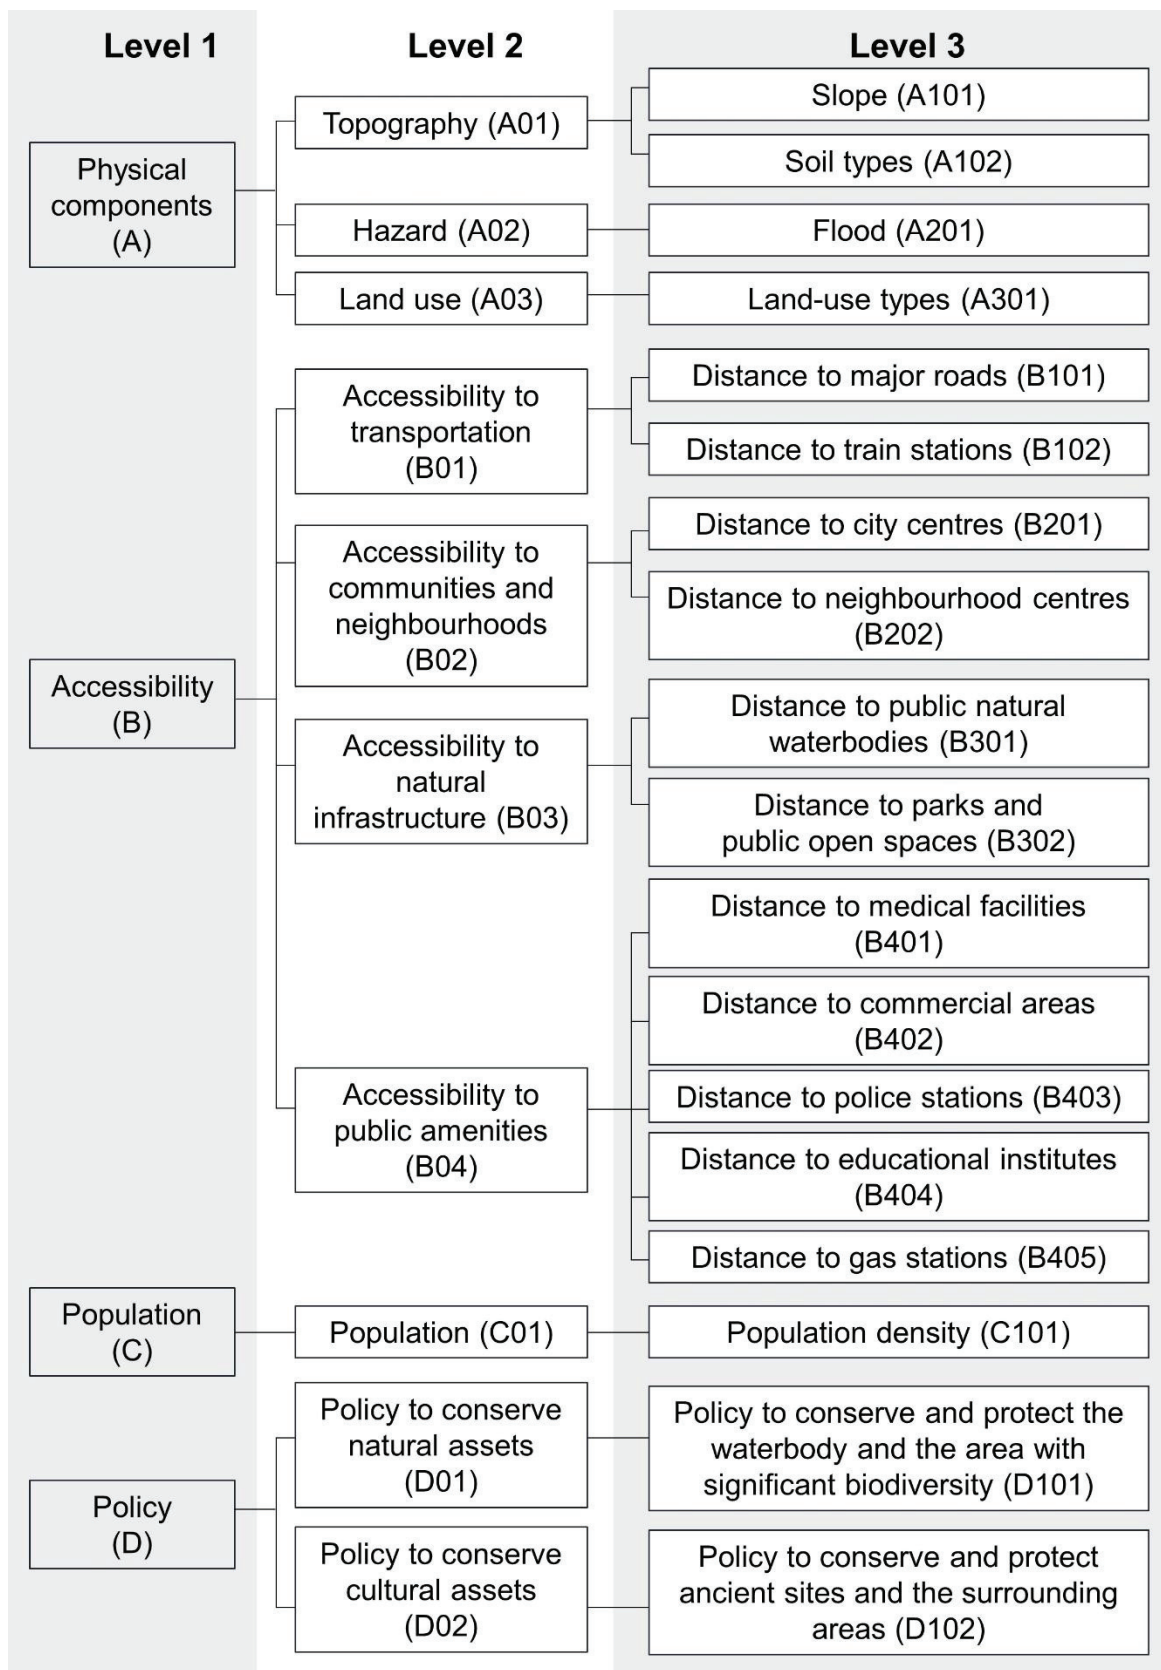 Level 1
Level 2
Level 3
Physical
components
(A)
Topography (A01)
Slope (A101)
Soil types (A102)
Hazard (A02)
Flood (A201)
Land use (A03)
Land-use types (A301)
Accessibility
(B)
Accessibility to
transportation
(B01)
Distance to major roads (B101)
Distance to train stations (B102)
Accessibility to
communities and
neighbourhoods
(B02)
Distance to city centres (B201)
Distance to neighbourhood centres
(B202)
Accessibility to
natural
infrastructure (B03)
Distance to public natural
waterbodies (B301)
Distance to parks and
public open spaces (B302)
Accessibility to
public amenities
(B04)
Distance to medical facilities
(B401)
Distance to commercial areas
(B402)
Distance to police stations (B403)
Distance to educational institutes
(B404)
Distance to gas stations (B405)
Population
(C)
Population (C01)
Population density (C101)
Policy
(D)
Policy to conserve
natural assets
(D01)
Policy to conserve and protect the
waterbody and the area with
significant biodiversity (D101)
Policy to conserve
cultural assets
(D02)
Policy to conserve and protect
ancient sites and the surrounding
areas (D102)